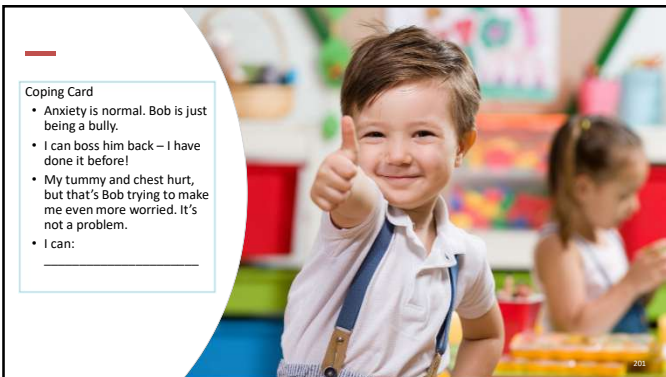 Coping Card
• Anxiety is normal. Bob is just
being a bully.
• I can boss him back – I have
done it before!
• My tummy and chest hurt,
but that's Bob trying to make
me even more worried. It's
not a problem.
• I can:
______________________
201